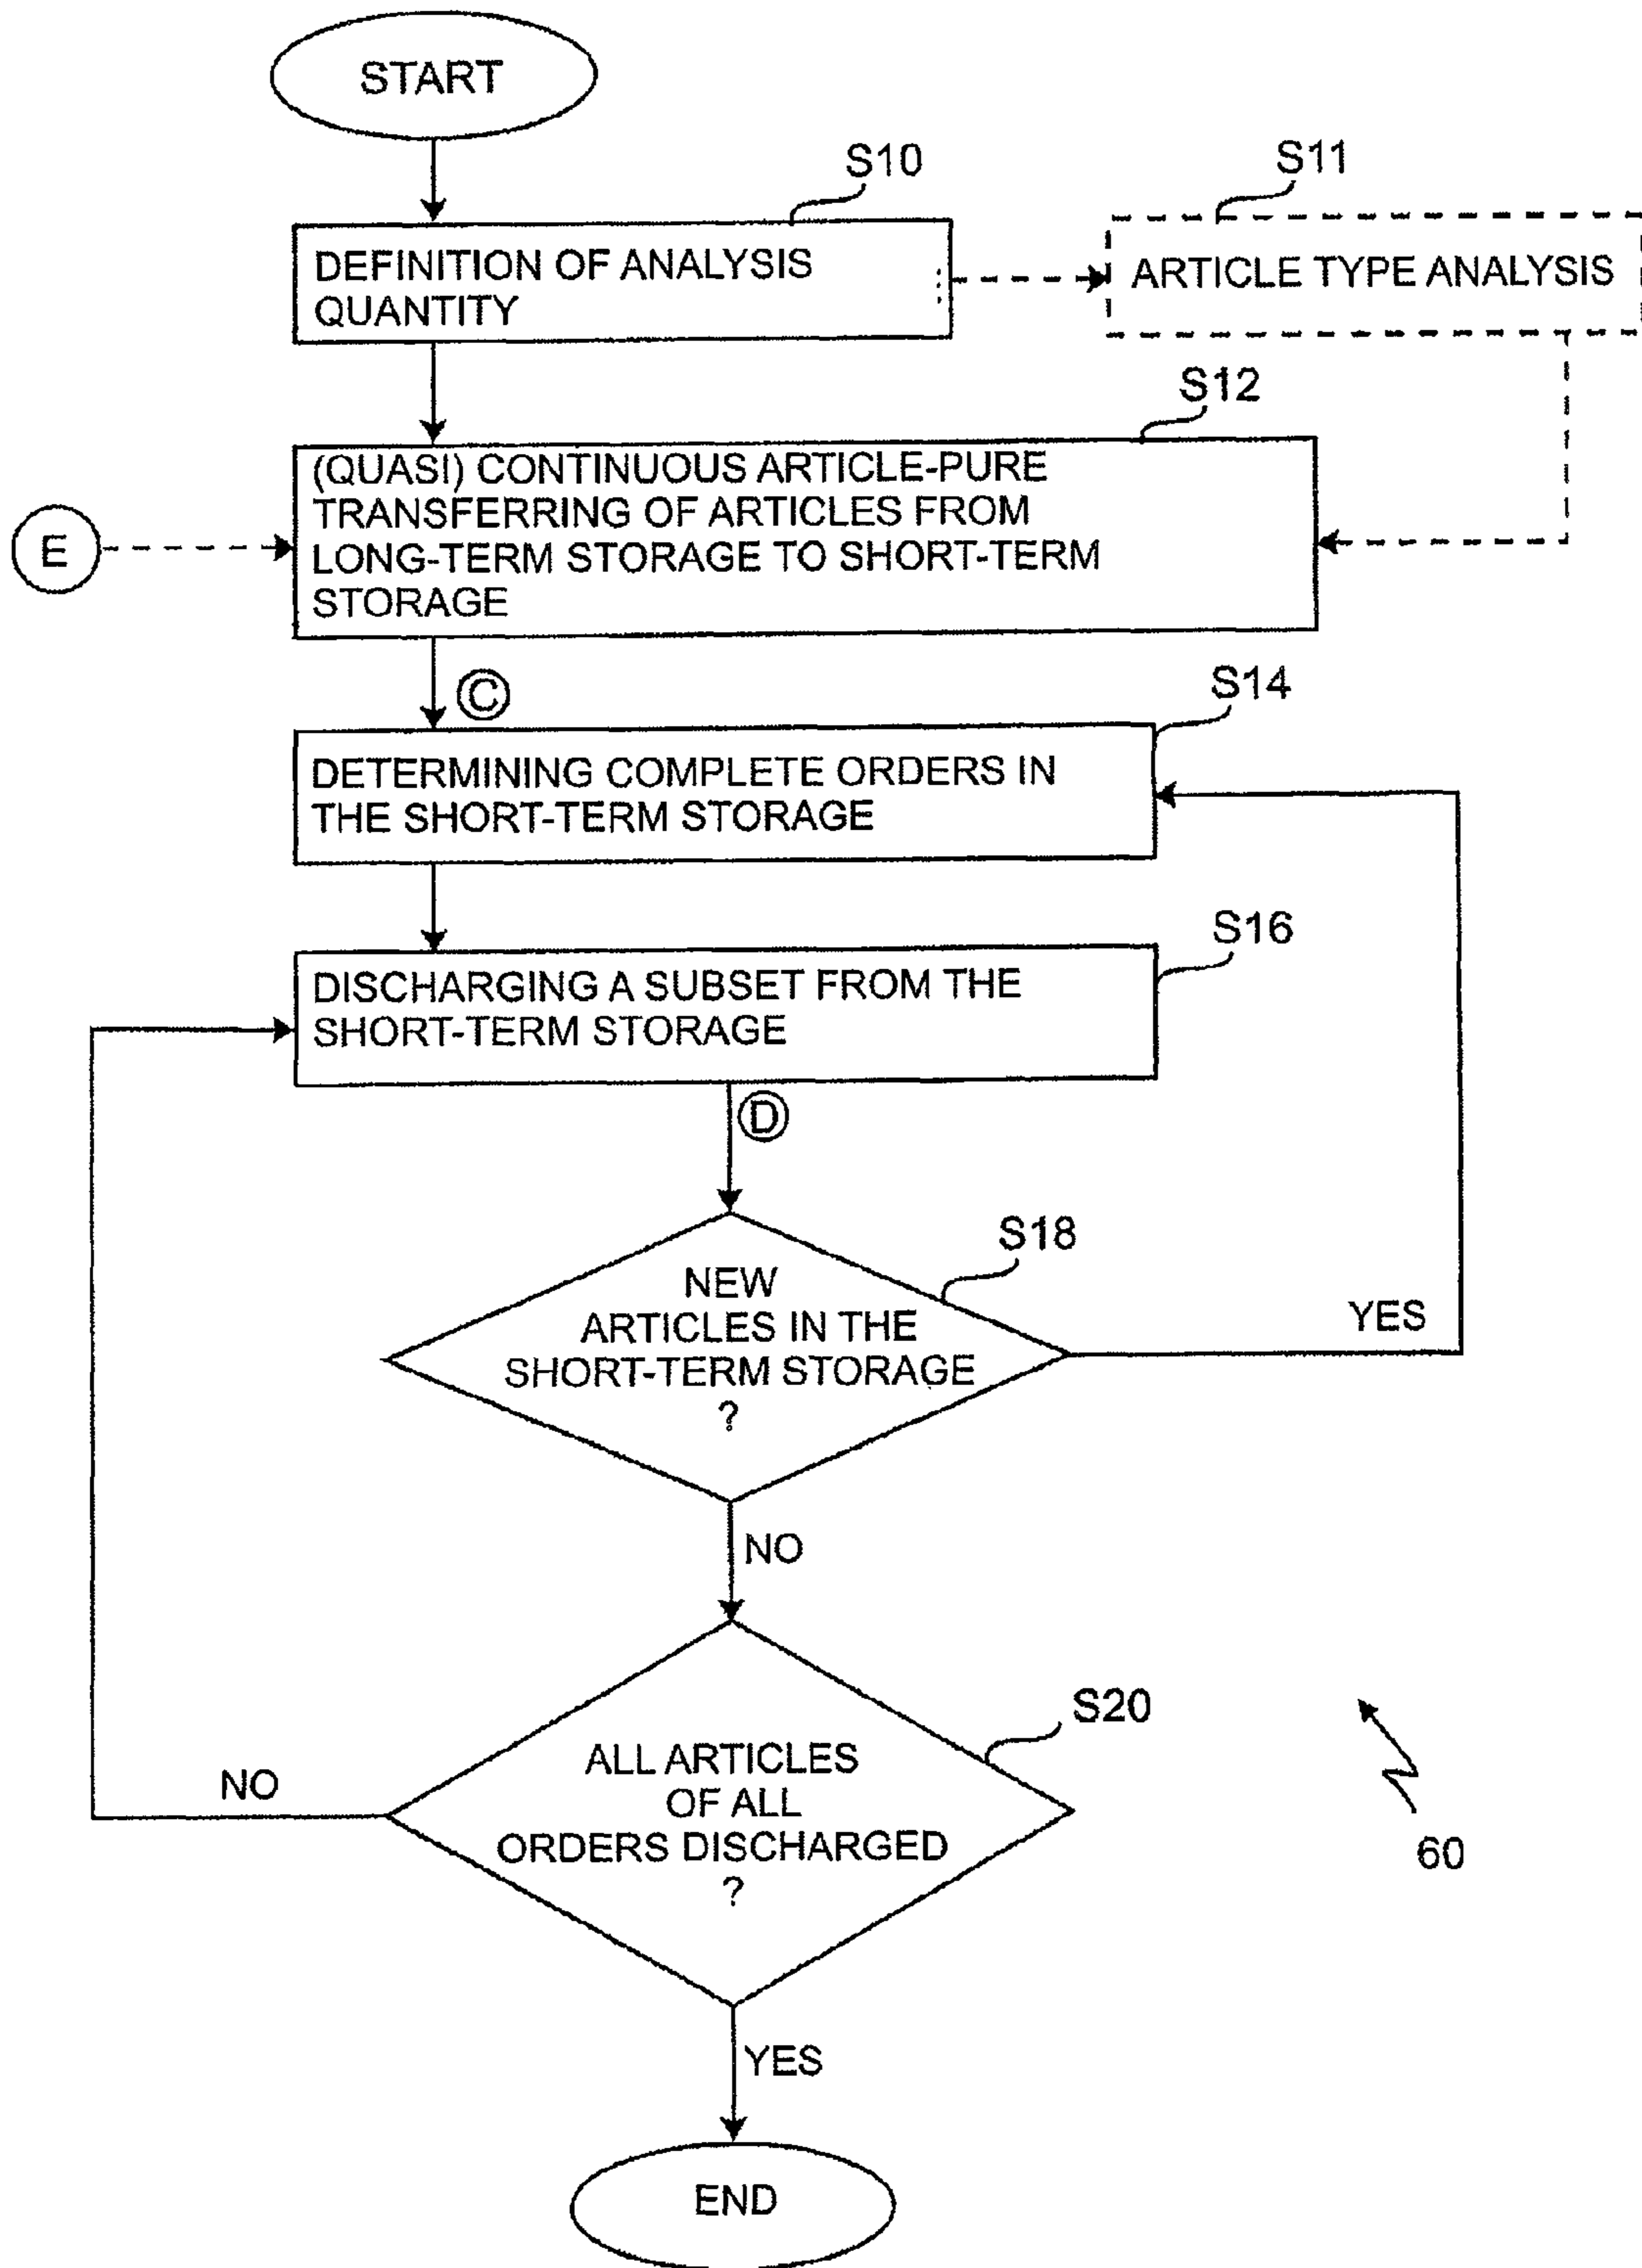 START
S10
DEFINITION OF ANALYSIS
QUANTITY
S11
ARTICLE TYPE ANALYSIS
S12
(QUASI) CONTINUOUS ARTICLE-PURE
TRANSFERRING OF ARTICLES FROM
LONG-TERM STORAGE TO SHORT-TERM
STORAGE
E
C
S14
DETERMINING COMPLETE ORDERS IN
THE SHORT-TERM STORAGE
S16
DISCHARGING A SUBSET FROM THE
SHORT-TERM STORAGE
D
S18
NEW
ARTICLES IN THE
SHORT-TERM STORAGE
?
YES
NO
S20
ALL ARTICLES
OF ALL
ORDERS DISCHARGED
?
NO
60
YES
END